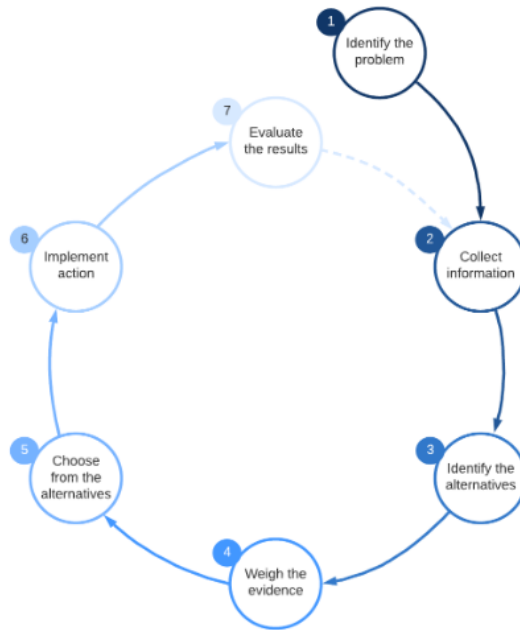 1
Identify the
problem
7
Evaluate
the results
2
Collect
information
6
Implement
action
3
Identify the
alternatives
5
Choose
from the
alternatives
4
Weigh the
evidence